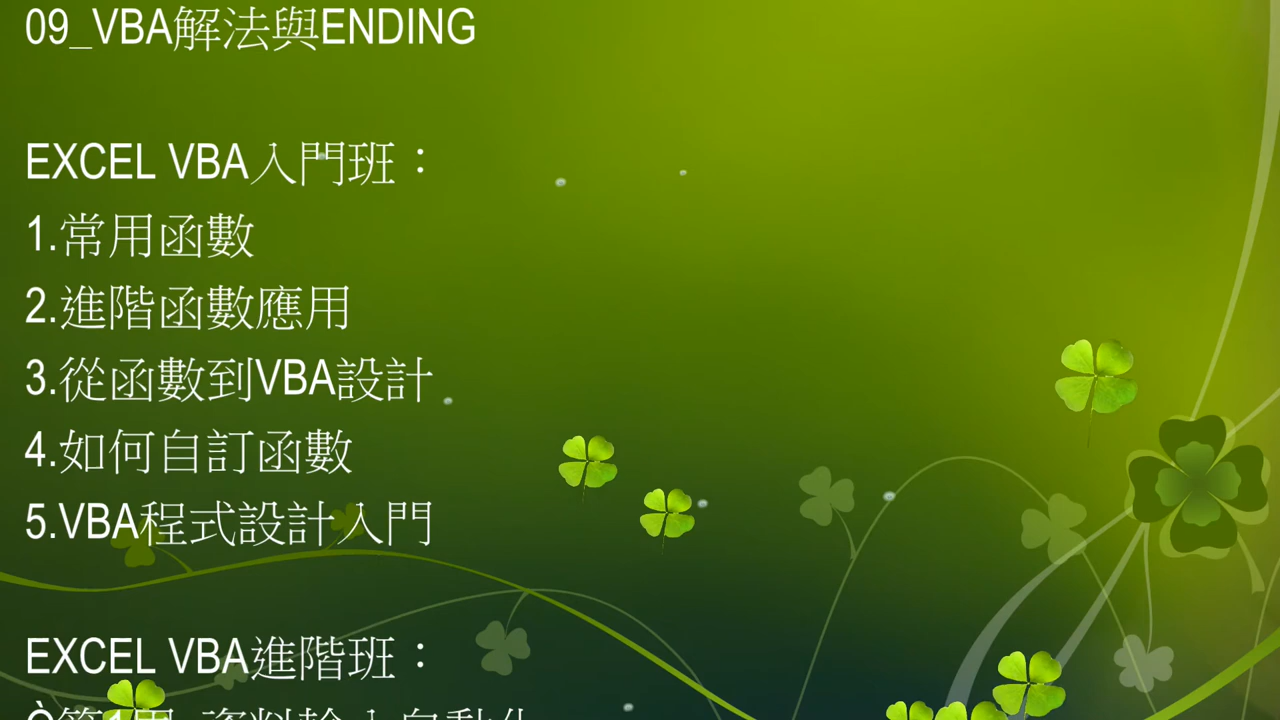 09_VBA解法與ENDING
EXCEL VBA入門班：
1.常用函數
2.進階函數應用
3.從函數到VBA設計
4.如何自訂函數
5.VBA程式設計入門
EXCEL VBA進階班：